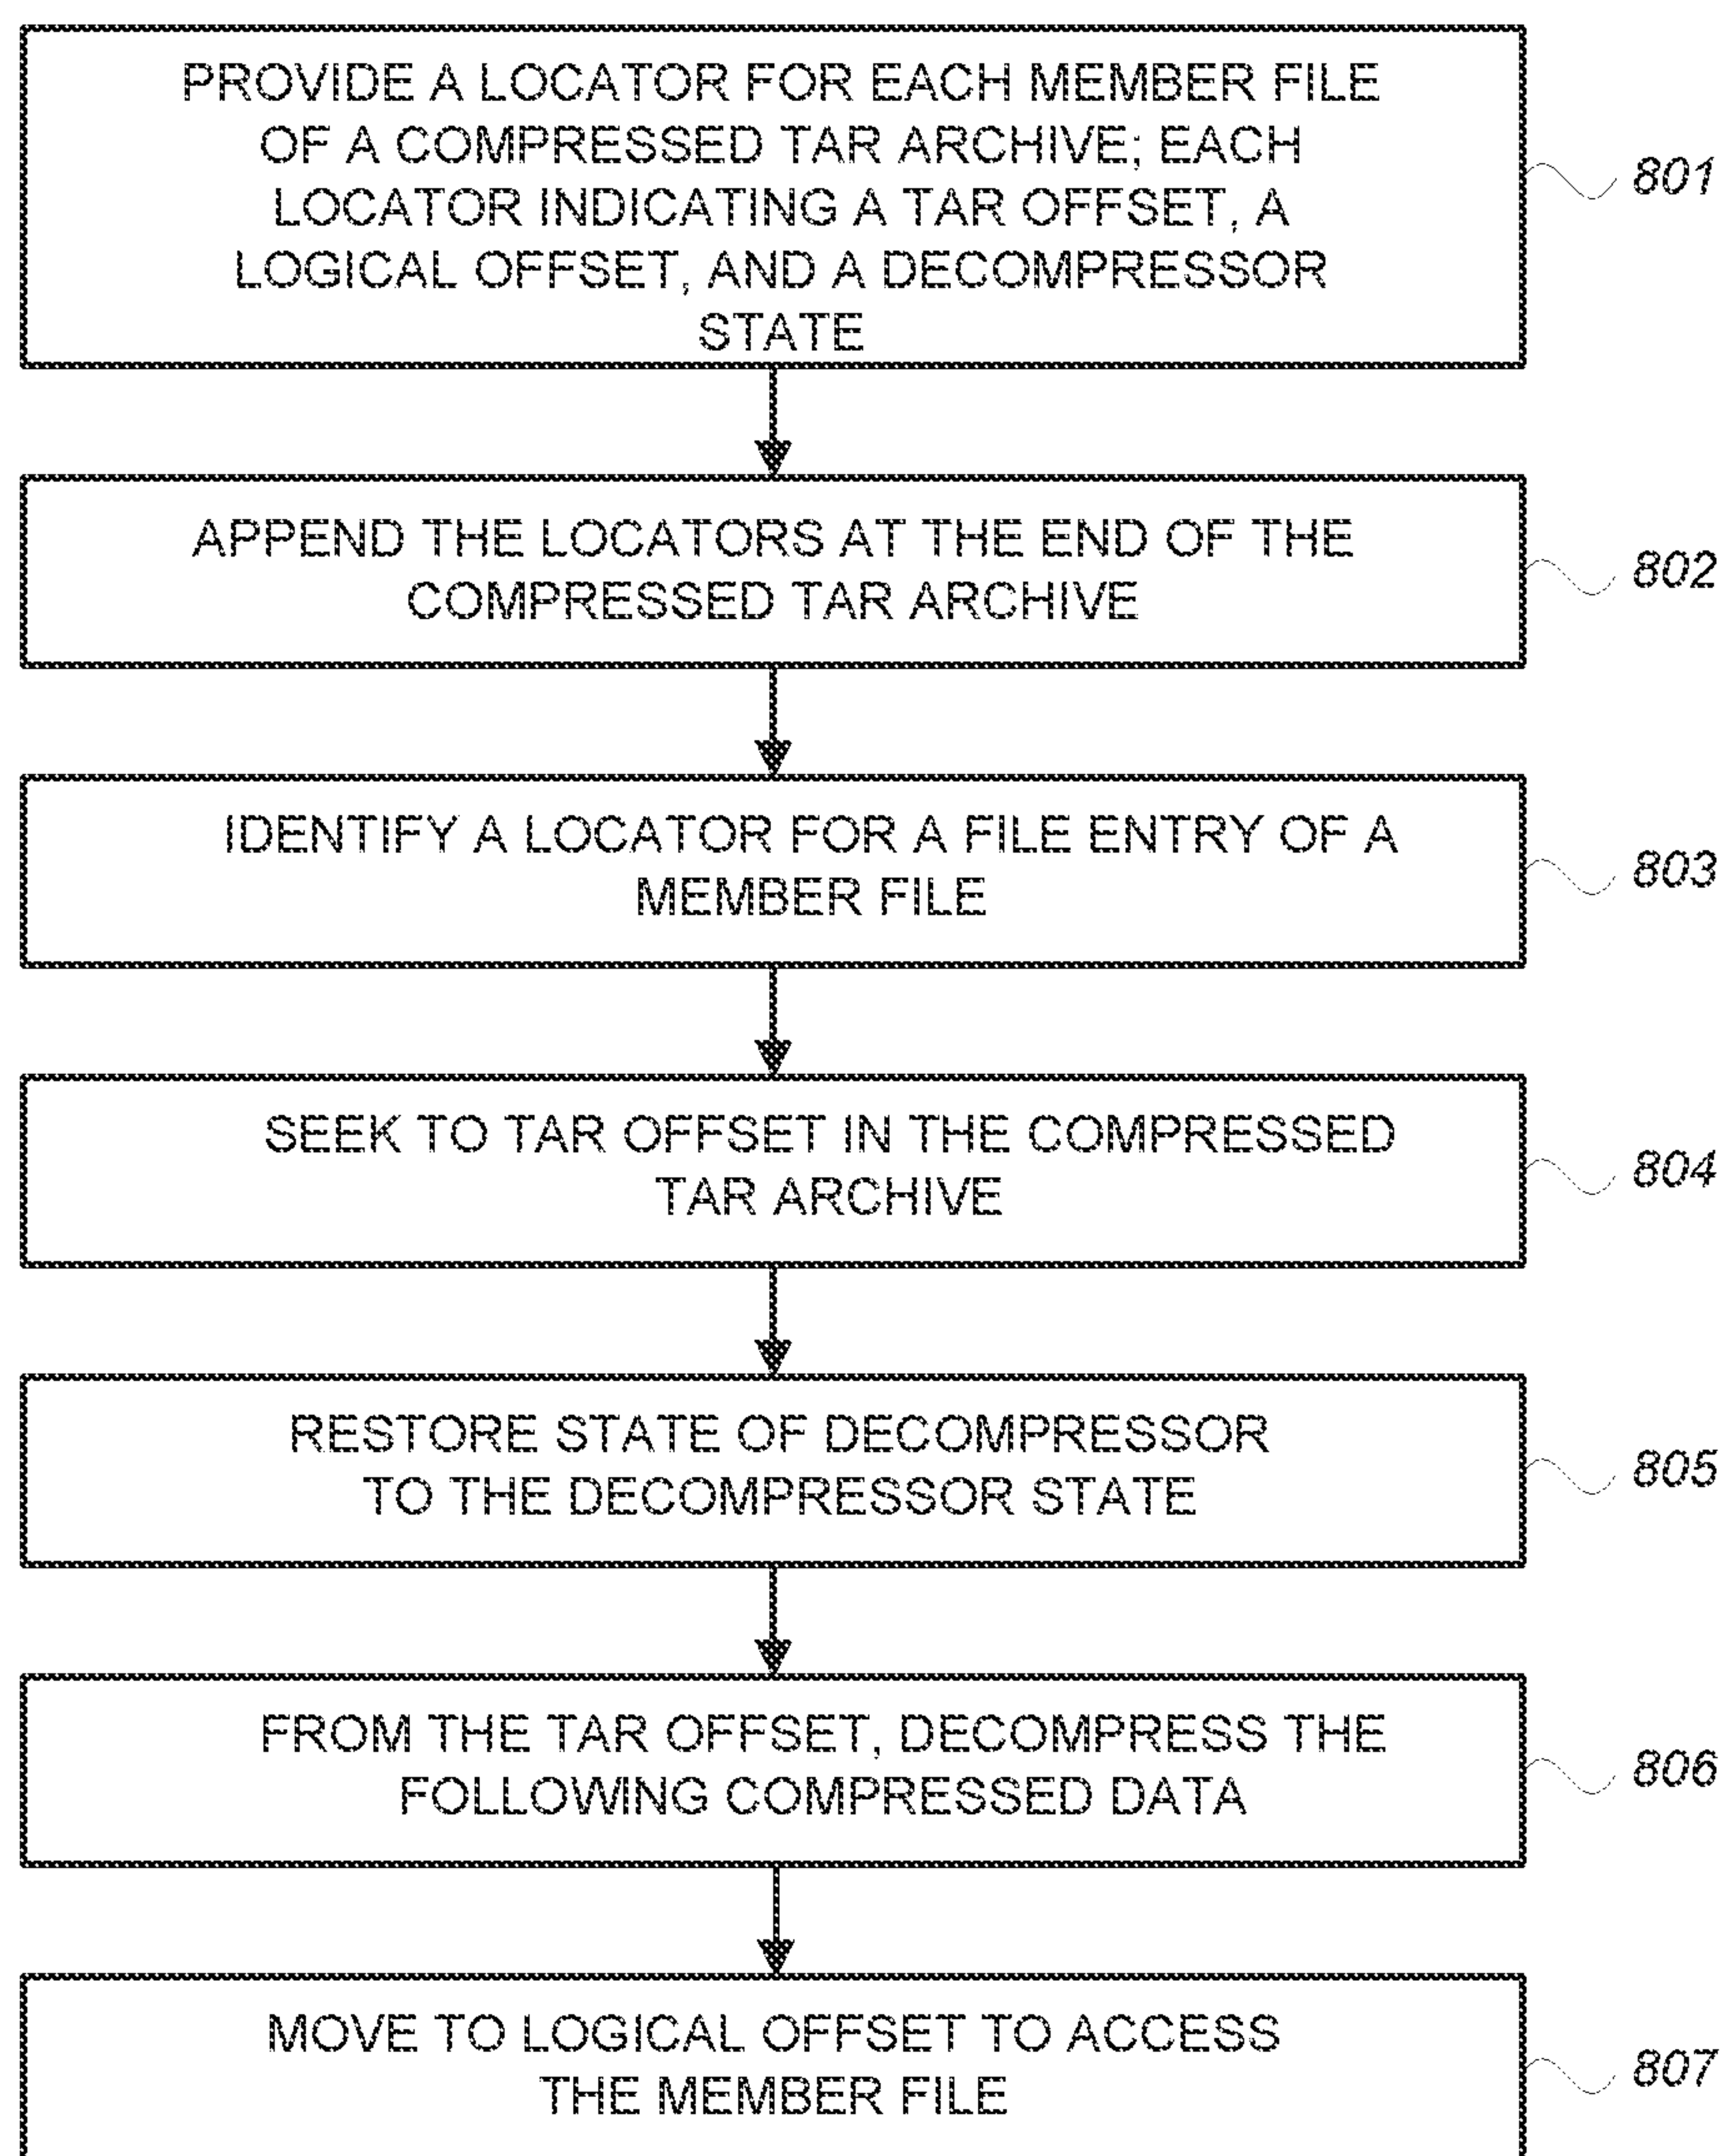 PROVIDE A LOCATOR FOR EACH MEMBER FILE
OF A COMPRESSED TAR ARCHIVE; EACH
LOCATOR INDICATING A TAR OFFSET, A
LOGICAL OFFSET, AND A DECOMPRESSOR
STATE
801
APPEND THE LOCATORS AT THE END OF THE
COMPRESSED TAR ARCHIVE
802
IDENTIFY A LOCATOR FOR A FILE ENTRY OF A
MEMBER FILE
803
SEEK TO TAR OFFSET IN THE COMPRESSED
TAR ARCHIVE
804
RESTORE STATE OF DECOMPRESSOR
TO THE DECOMPRESSOR STATE
805
FROM THE TAR OFFSET, DECOMPRESS THE
FOLLOWING COMPRESSED DATA
806
MOVE TO LOGICAL OFFSET TO ACCESS
THE MEMBER FILE
807